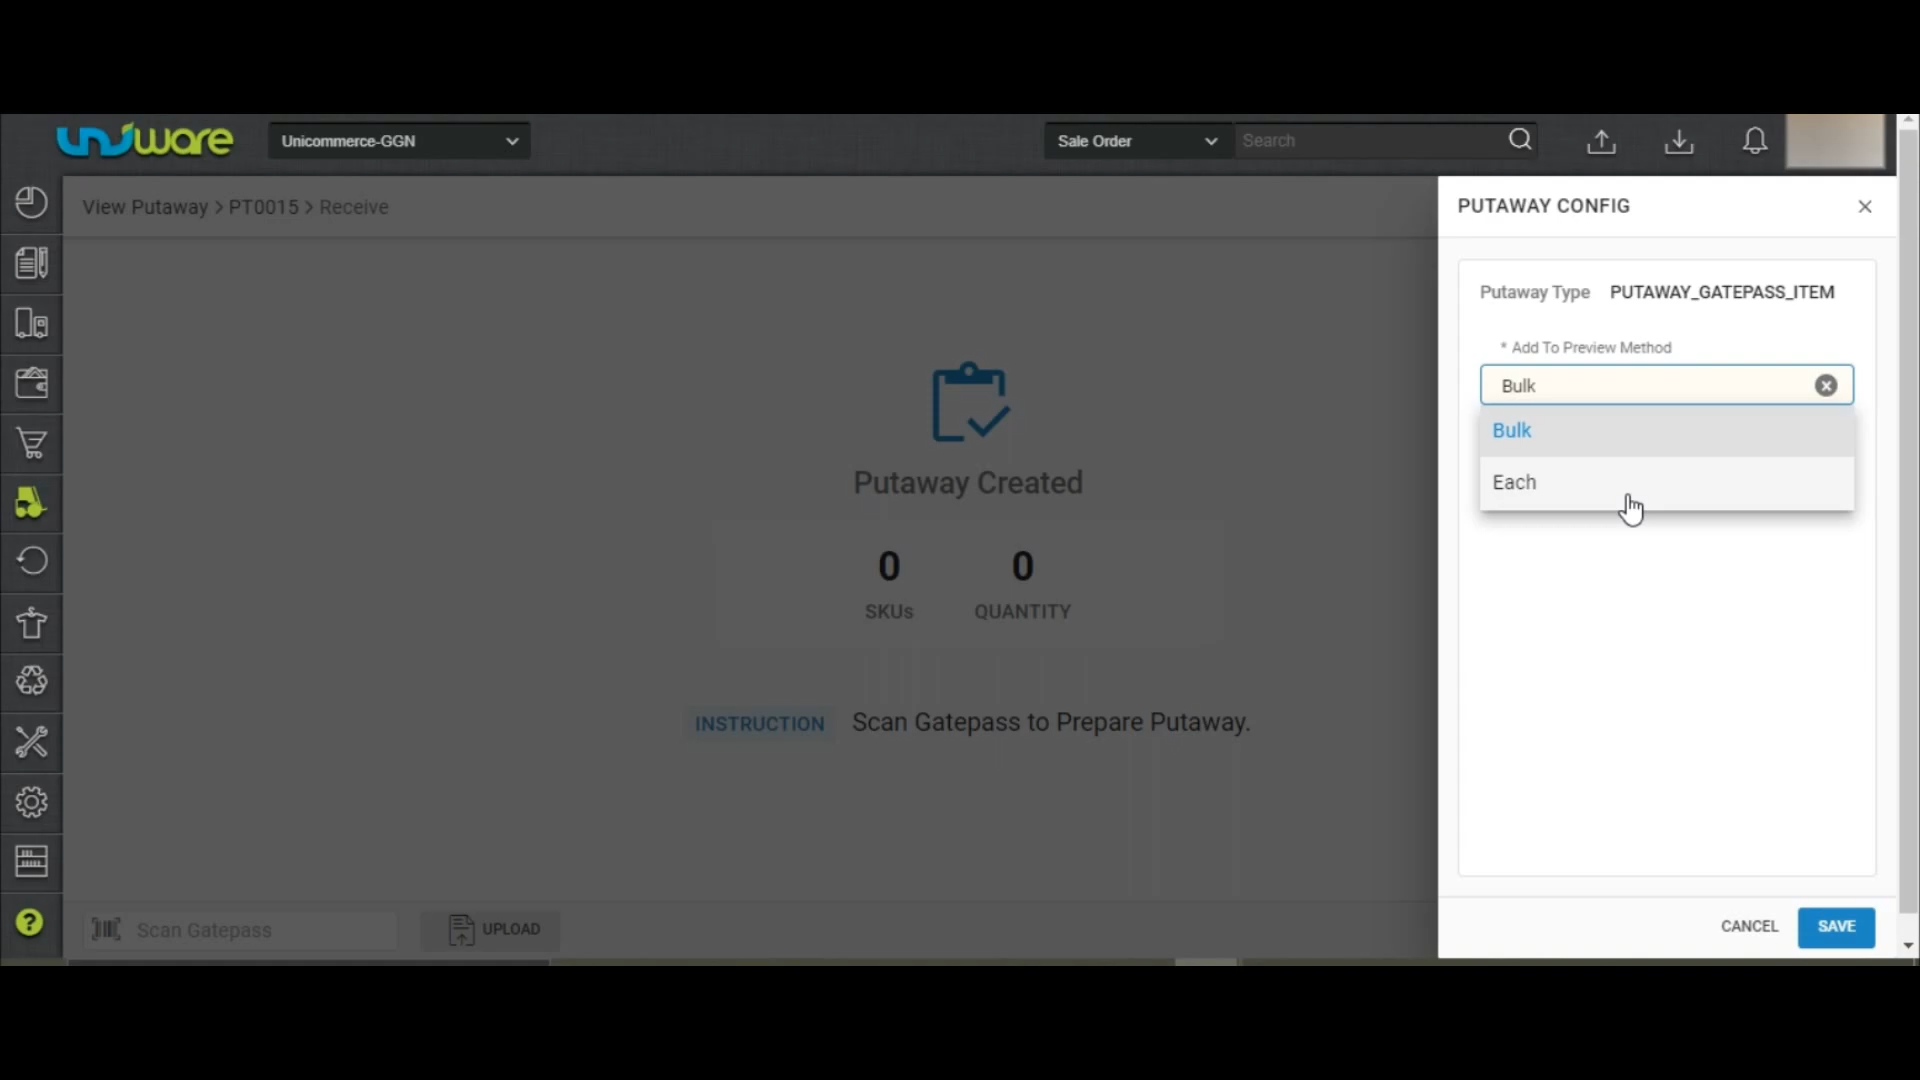 uniware
Unicommerce-GGN
Sale Order
Search
View Putaway > PT0015 > Receive
PUTAWAY CONFIG
Putaway Type PUTAWAY_GATEPASS_ITEM
* Add To Preview Method
Bulk
Bulk
Each
Putaway Created
0 0
SKUs QUANTITY
INSTRUCTION Scan Gatepass to Prepare Putaway.
Scan Gatepass
UPLOAD
CANCEL
SAVE
?